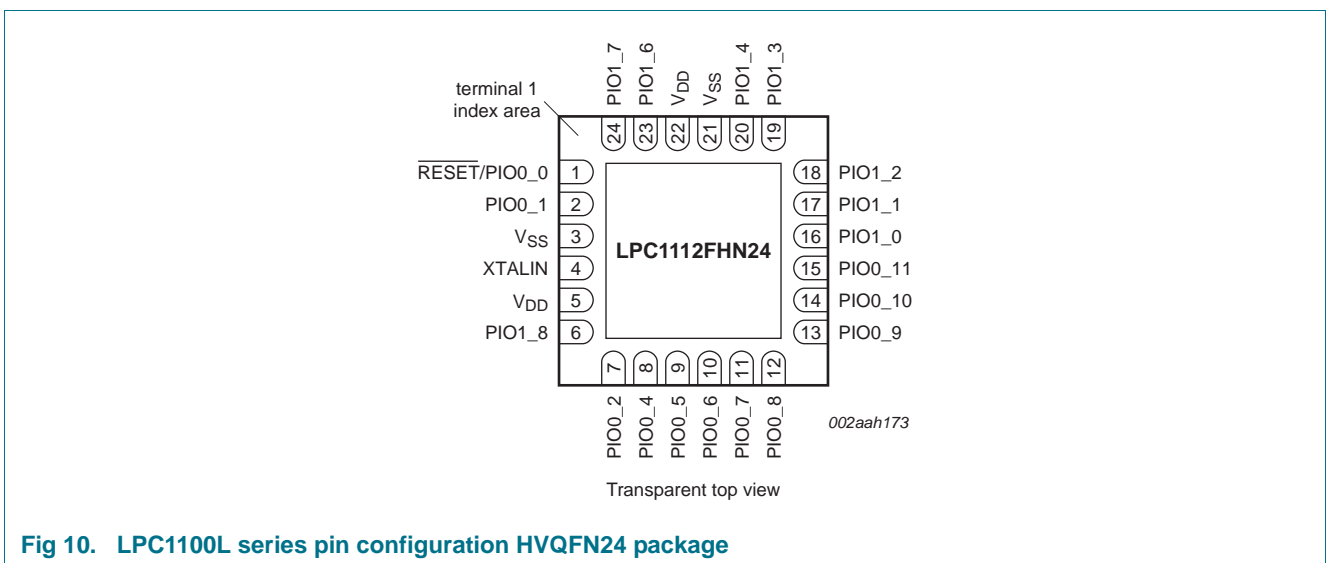 PIO1_7
PIO1_6
VDD
VSS
PIO1_4
PIO1_3
terminal 1
index area
24 23 22 21 20 19
RESET/PIO0_0 1
PIO0_1 2
VSS 3
XTALIN 4
VDD 5
PIO1_8 6
LPC1112FHN24
18 PIO1_2
17 PIO1_1
16 PIO1_0
15 PIO0_11
14 PIO0_10
13 PIO0_9
7 8 9 10 11 12
PIO0_2
PIO0_4
PIO0_5
PIO0_6
PIO0_7
PIO0_8
002aah173
Transparent top view
Fig 10. LPC1100L series pin configuration HVQFN24 package